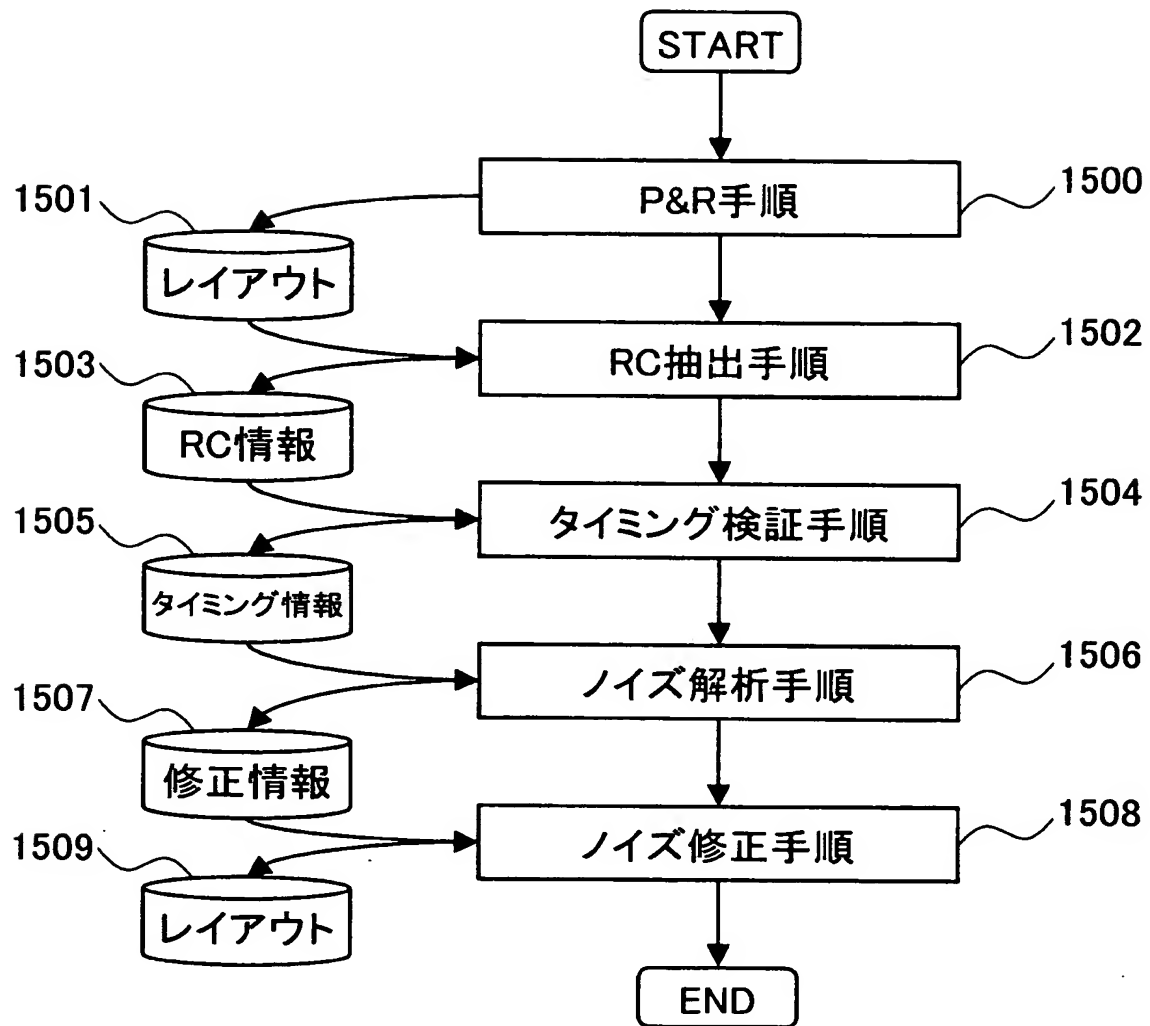 START
P&R手順
1500
1501
レイアウト
RC抽出手順
1502
1503
RC情報
タイミング検証手順
1504
1505
タイミング情報
ノイズ解析手順
1506
1507
修正情報
ノイズ修正手順
1508
1509
レイアウト
END